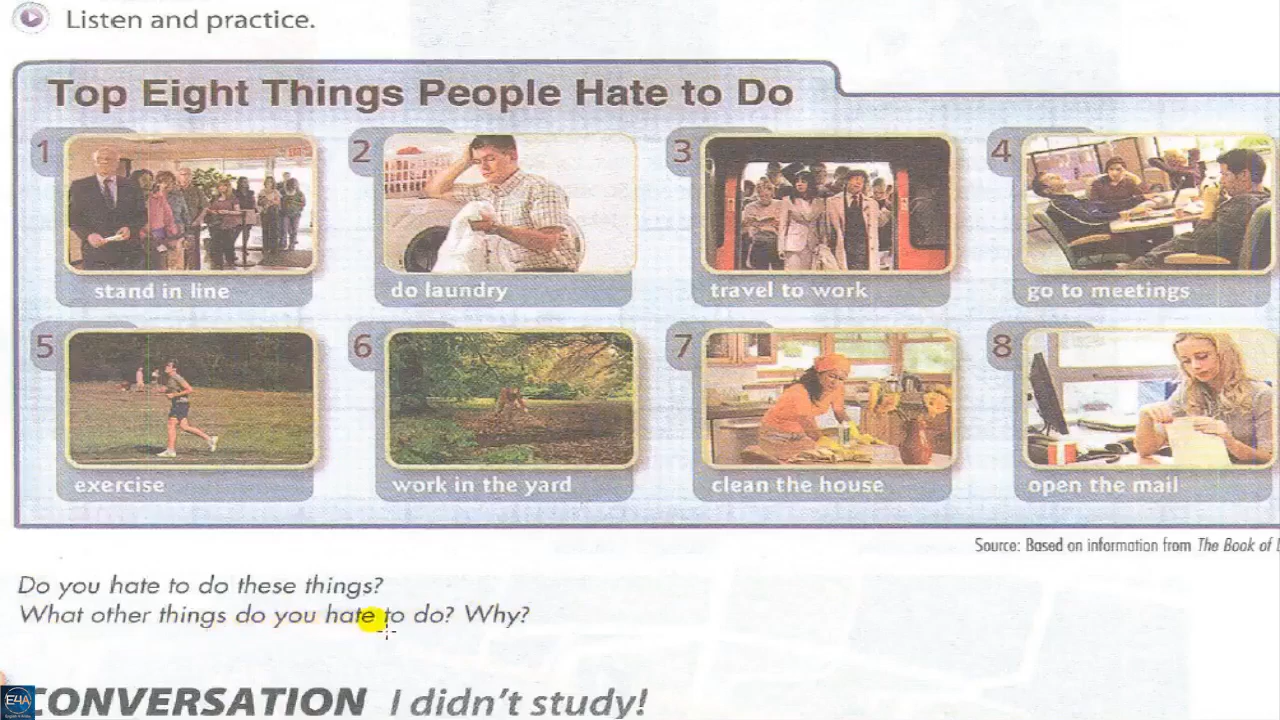 Listen and practice.
Top Eight Things People Hate to Do
1 2 3 4
stand in line do laundry travel to work go to meetings
5 6 7 8
exercise work in the yard clean the house open the mail
Source: Based on information from The Book of
Do you hate to do these things?
What other things do you hate to do? Why?
CONVERSATION I didn't study!
E4A